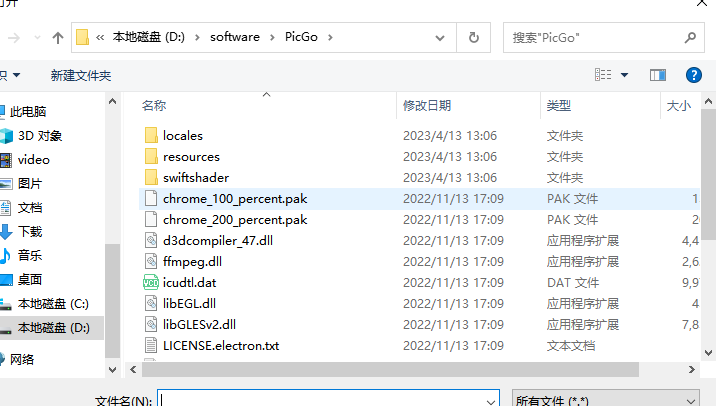 « 本地磁盘 (D:) › software › PicGo ›
搜索"PicGo"
新建文件夹
名称 修改日期 类型 大小
此电脑
3D 对象
video
图片
文档
下载
音乐
桌面
本地磁盘 (C:)
本地磁盘 (D:)
网络
locales 2023/4/13 13:06 文件夹
resources 2023/4/13 13:06 文件夹
swiftshader 2023/4/13 13:06 文件夹
chrome_100_percent.pak 2022/11/13 17:09 PAK 文件 1
chrome_200_percent.pak 2022/11/13 17:09 PAK 文件
d3dcompiler_47.dll 2022/11/13 17:09 应用程序扩展 4,4
ffmpeg.dll 2022/11/13 17:09 应用程序扩展 2,6
icudtl.dat 2022/11/13 17:09 DAT 文件 9,9
libEGL.dll 2022/11/13 17:09 应用程序扩展 4
libGLESv2.dll 2022/11/13 17:09 应用程序扩展 7,8
LICENSE.electron.txt 2022/11/13 17:09 文本文档
文件名(N):
所有文件 (*.*)